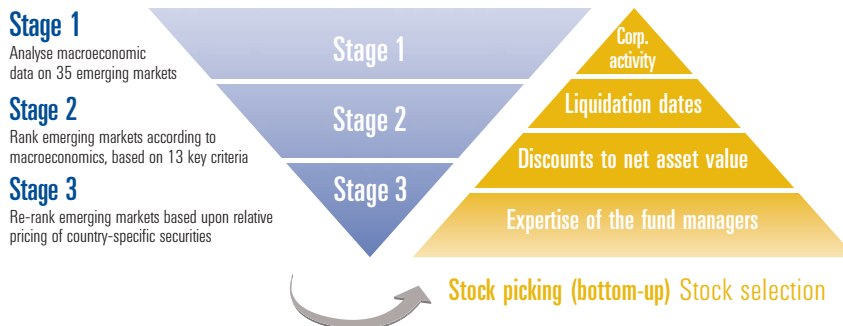 Stage 1
Analyse macroeconomic
data on 35 emerging markets
Stage 2
Rank emerging markets according to
macroeconomics, based on 13 key criteria
Stage 3
Re-rank emerging markets based upon relative
pricing of country-specific securities
Stage 1
Stage 2
Stage 3
Corp.
activity
Liquidation dates
Discounts to net asset value
Expertise of the fund managers
Stock picking (bottom-up) Stock selection